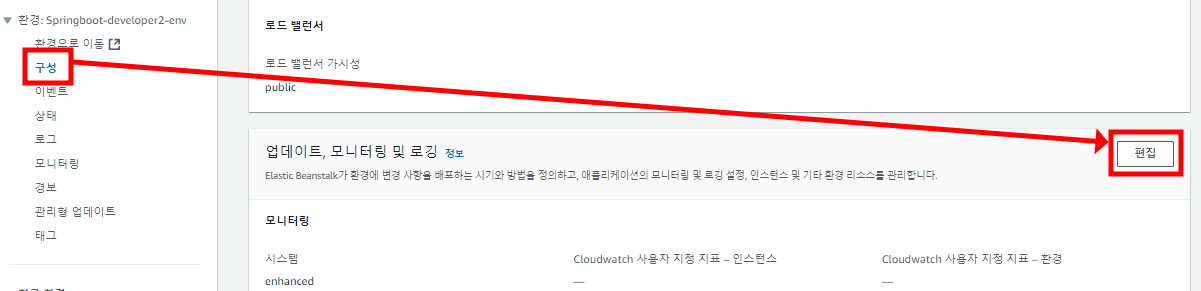 환경: Springboot-developer2-env
환경으로 이동
구성
이벤트
상태
로그
모니터링
경보
관리형 업데이트
태그
로드 밸런서
로드 밸런서 가시성
public
업데이트, 모니터링 및 로깅 정보
편집
Elastic Beanstalk가 환경에 변경 사항을 배포하는 시기와 방법을 정의하고, 애플리케이션의 모니터링 및 로깅 설정, 인스턴스 및 기타 환경 리소스를 관리합니다.
모니터링
시스템
enhanced
Cloudwatch 사용자 지정 지표 – 인스턴스
—
Cloudwatch 사용자 지정 지표 – 환경
—